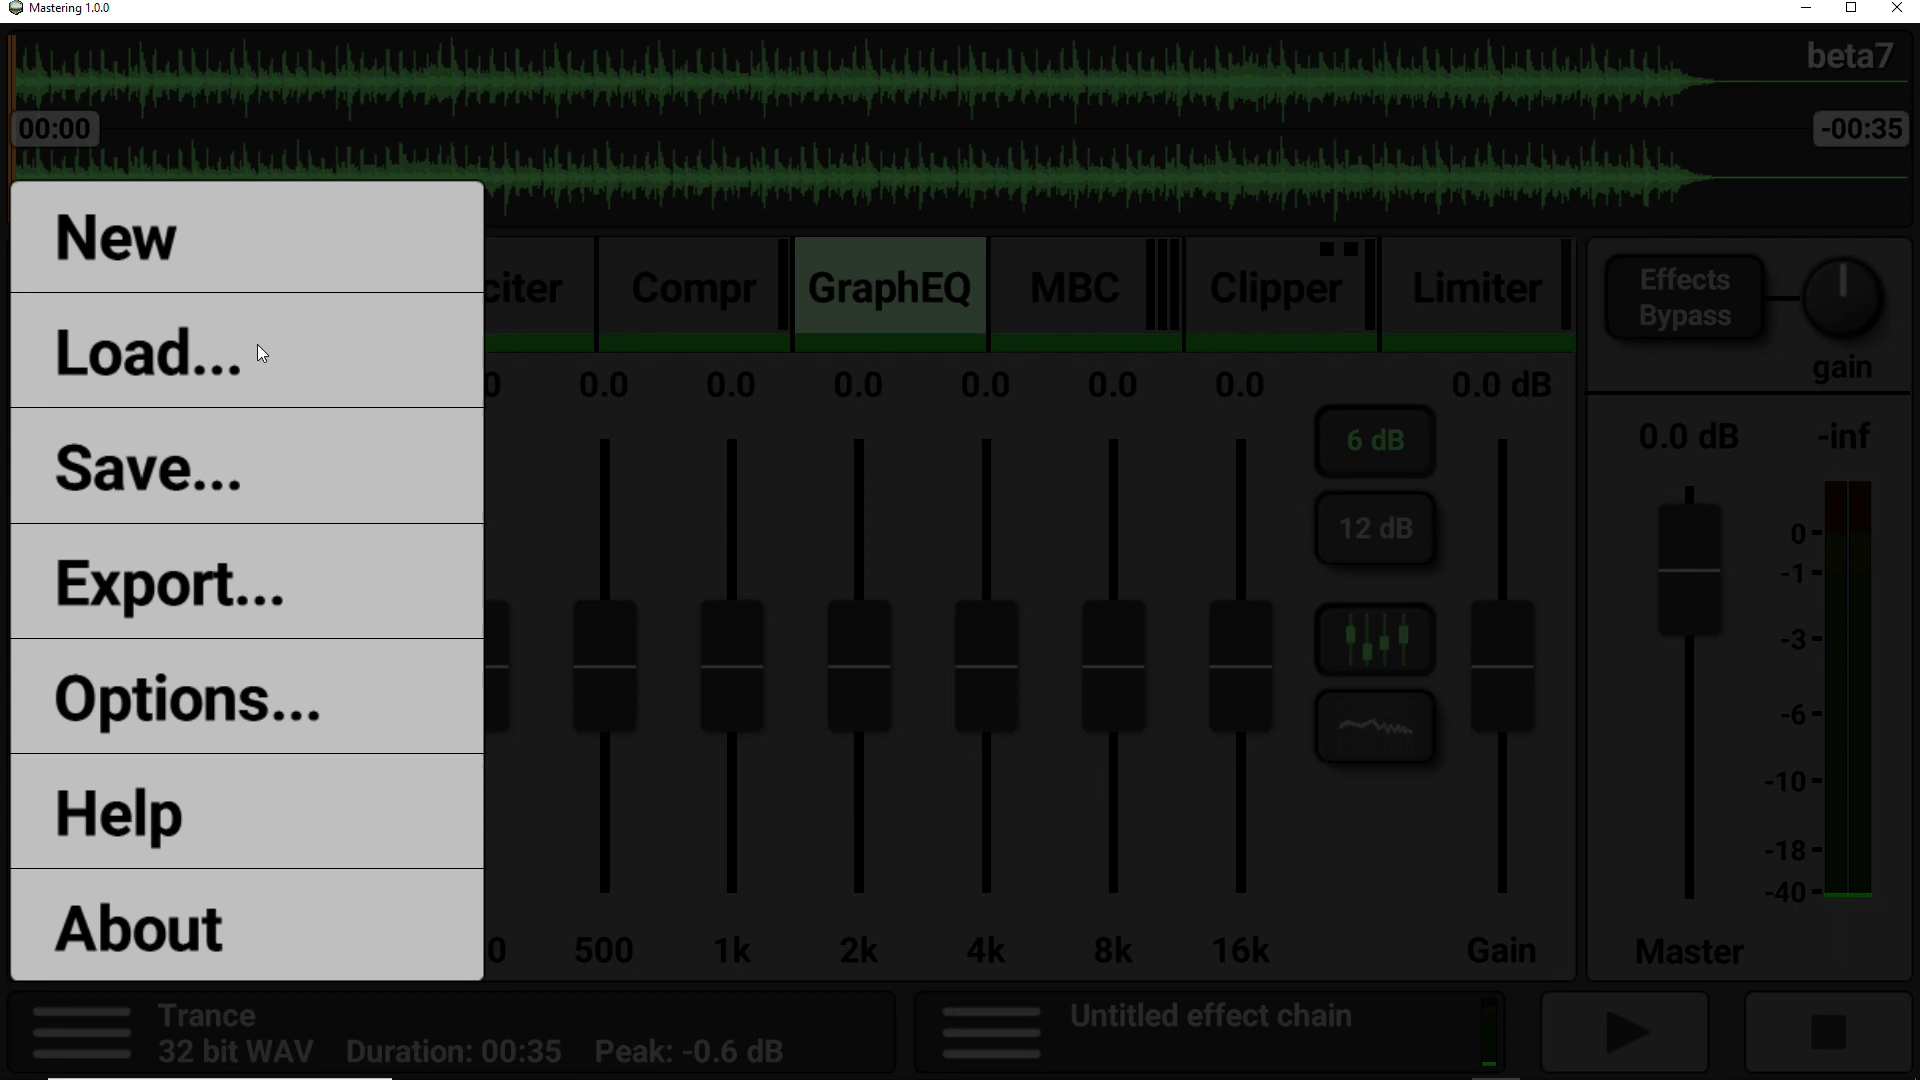 Mastering 1.0.0
beta7
00:00
-00:35
New
Load...
Save...
Export...
Options...
Help
About
citer
Compr
GraphEQ
MBC
Clipper
Limiter
0 0.0 0.0 0.0 0.0 0.0 0.0 0.0 dB
6 dB
12 dB
0 500 1k 2k 4k 8k 16k Gain
Effects
Bypass
gain
0.0 dB -inf
0
-1
-3
-6
-10
-18
-40
Master
Trance
32 bit WAV Duration: 00:35 Peak: -0.6 dB
Untitled effect chain